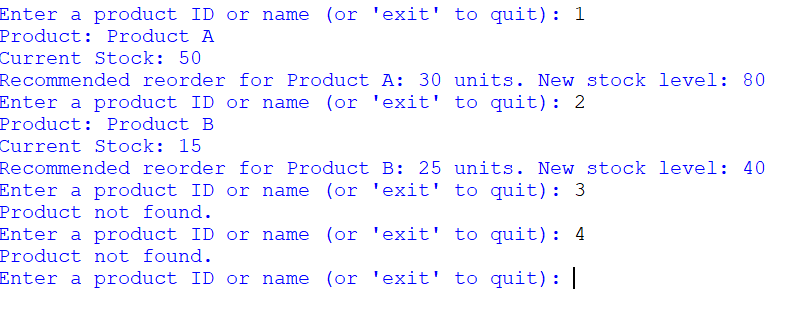 Enter a product ID or name (or 'exit' to quit): 1
Product: Product A
Current Stock: 50
Recommended reorder for Product A: 30 units. New stock level: 80
Enter a product ID or name (or 'exit' to quit): 2
Product: Product B
Current Stock: 15
Recommended reorder for Product B: 25 units. New stock level: 40
Enter a product ID or name (or 'exit' to quit): 3
Product not found.
Enter a product ID or name (or 'exit' to quit): 4
Product not found.
Enter a product ID or name (or 'exit' to quit):